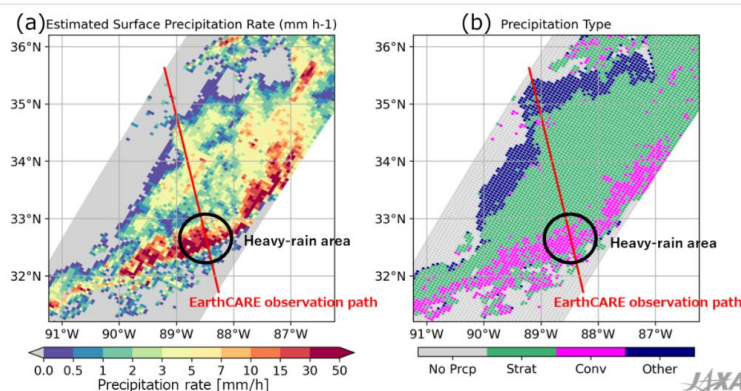 (a) Estimated Surface Precipitation Rate (mm h-1)
36°N
35°N
34°N
33°N
32°N
Heavy-rain area
EarthCARE observation path
91°W 90°W 89°W 88°W 87°W
0.0 0.5 1 2 3 5 7 10 15 30 50
Precipitation rate [mm/h]
(b) Precipitation Type
36°N
35°N
34°N
33°N
32°N
Heavy-rain area
EarthCARE observation path
91°W 90°W 89°W 88°W 87°W
No Prcp Strat Conv Other
JAXA